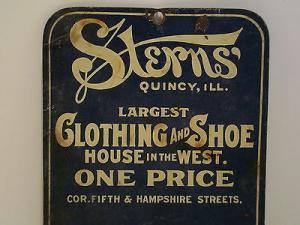 Sterns'
QUINCY, ILL.
LARGEST
CLOTHING AND SHOE
HOUSE IN THE WEST.
ONE PRICE
COR. FIFTH & HAMPSHIRE STREETS.